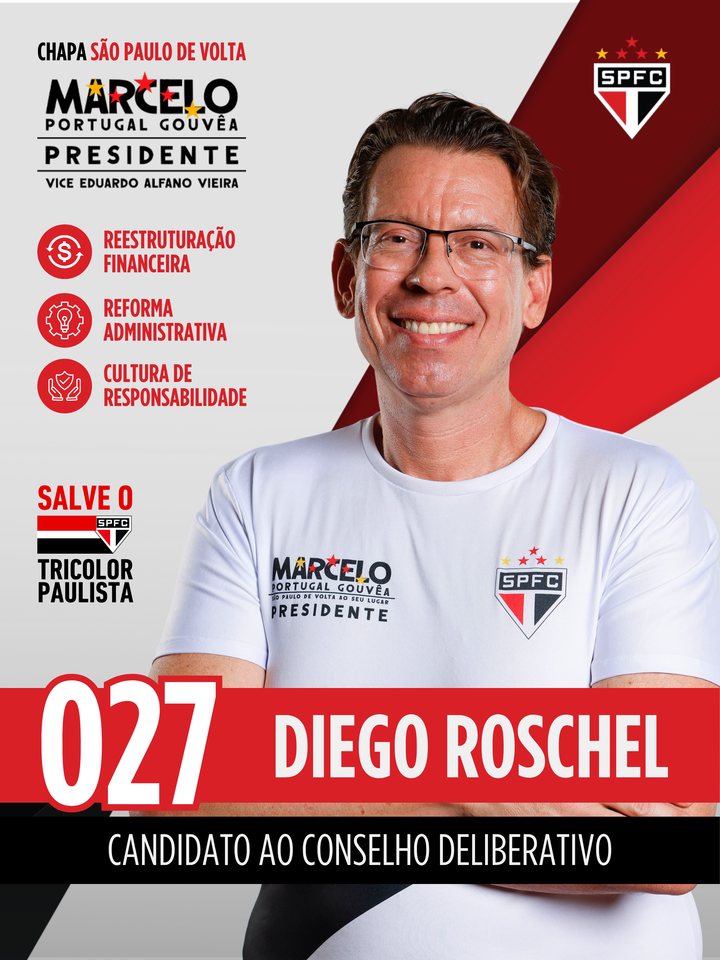 CHAPA SÃO PAULO DE VOLTA
MARCELO
PORTUGAL GOUVÊA
PRESIDENTE
VICE EDUARDO ALFANO VIEIRA
SPFC
REESTRUTURAÇÃO
FINANCEIRA
REFORMA
ADMINISTRATIVA
CULTURA DE
RESPONSABILIDADE
SALVE O
SPFC
TRICOLOR
PAULISTA
MARCELO
PORTUGAL GOUVÊA
SÃO PAULO DE VOLTA AO SEU LUGAR
PRESIDENTE
SPFC
027 DIEGO ROSCHEL
CANDIDATO AO CONSELHO DELIBERATIVO